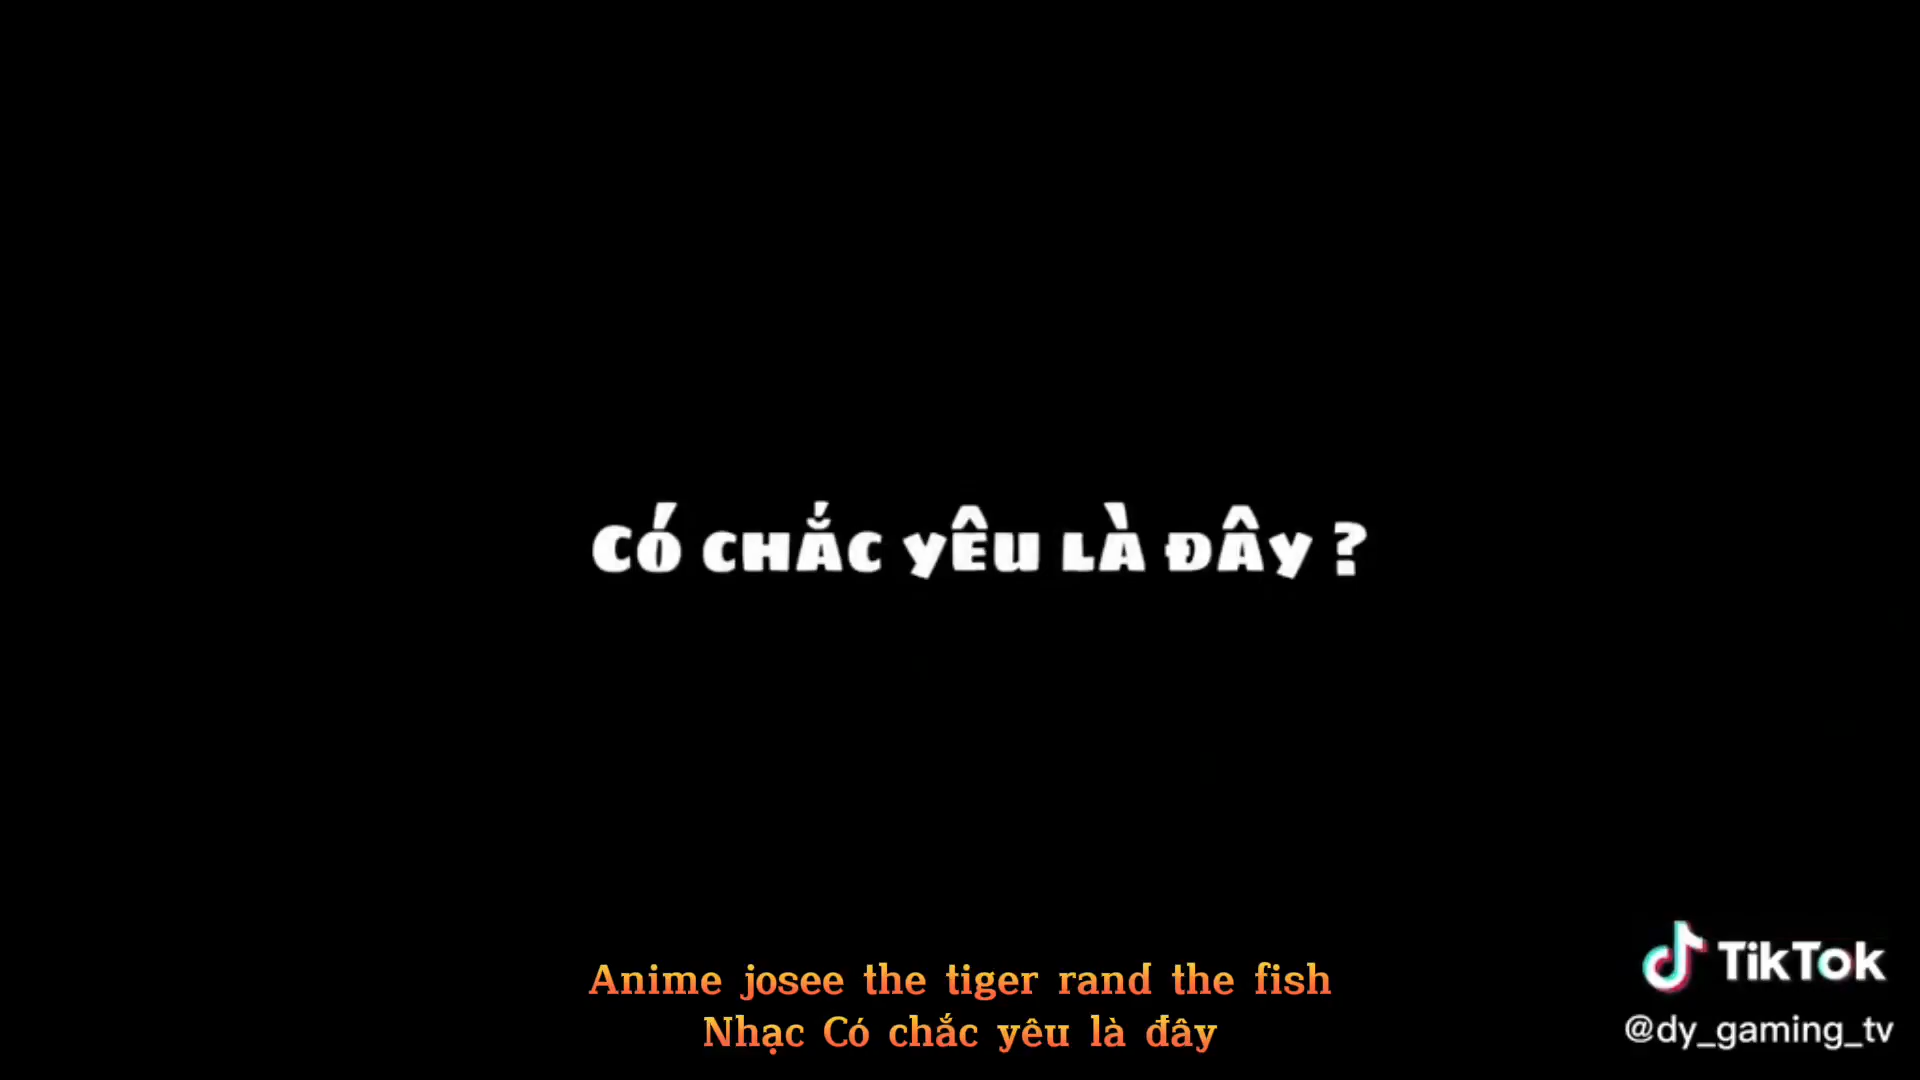 Có chắc yêu là đây ?
Anime josee the tiger rand the fish
Nhạc Có chắc yêu là đây
TikTok
@dy_gaming_tv